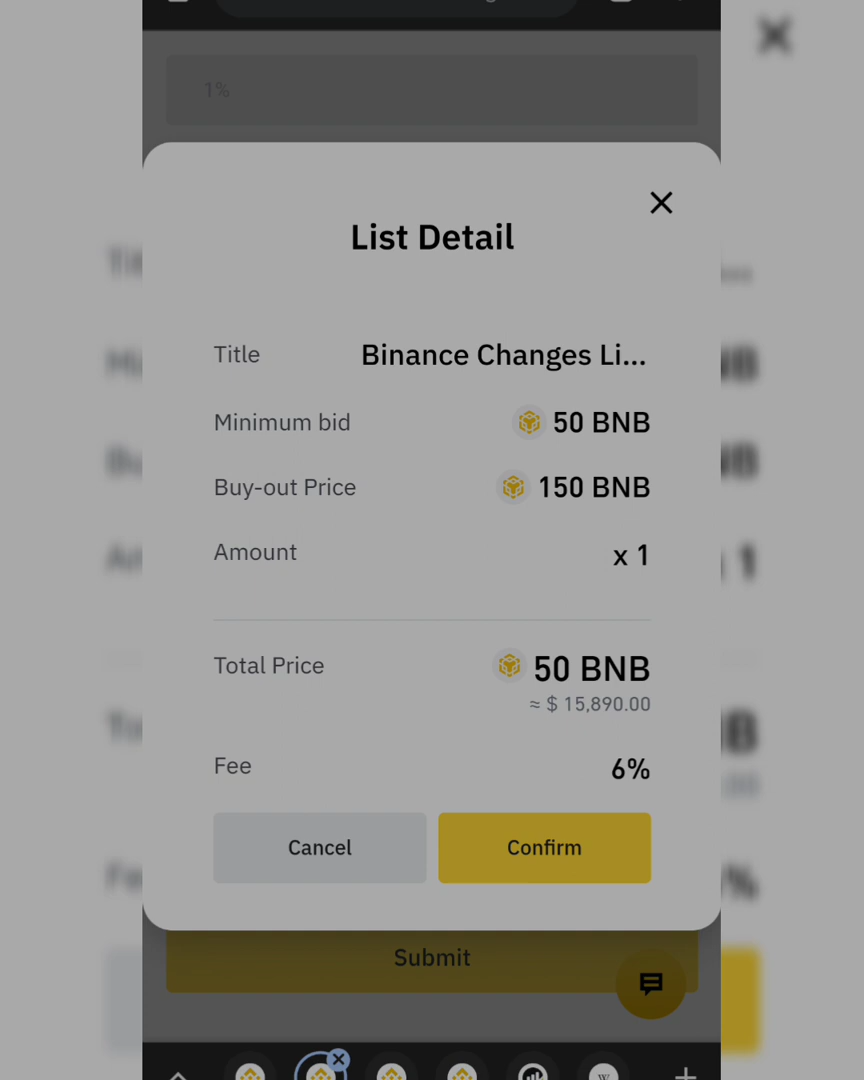 1%
List Detail
Title Binance Changes Li...
Minimum bid 50 BNB
Buy-out Price 150 BNB
Amount x 1
Total Price 50 BNB
≈ $ 15,890.00
Fee 6%
Cancel Confirm
Submit
W